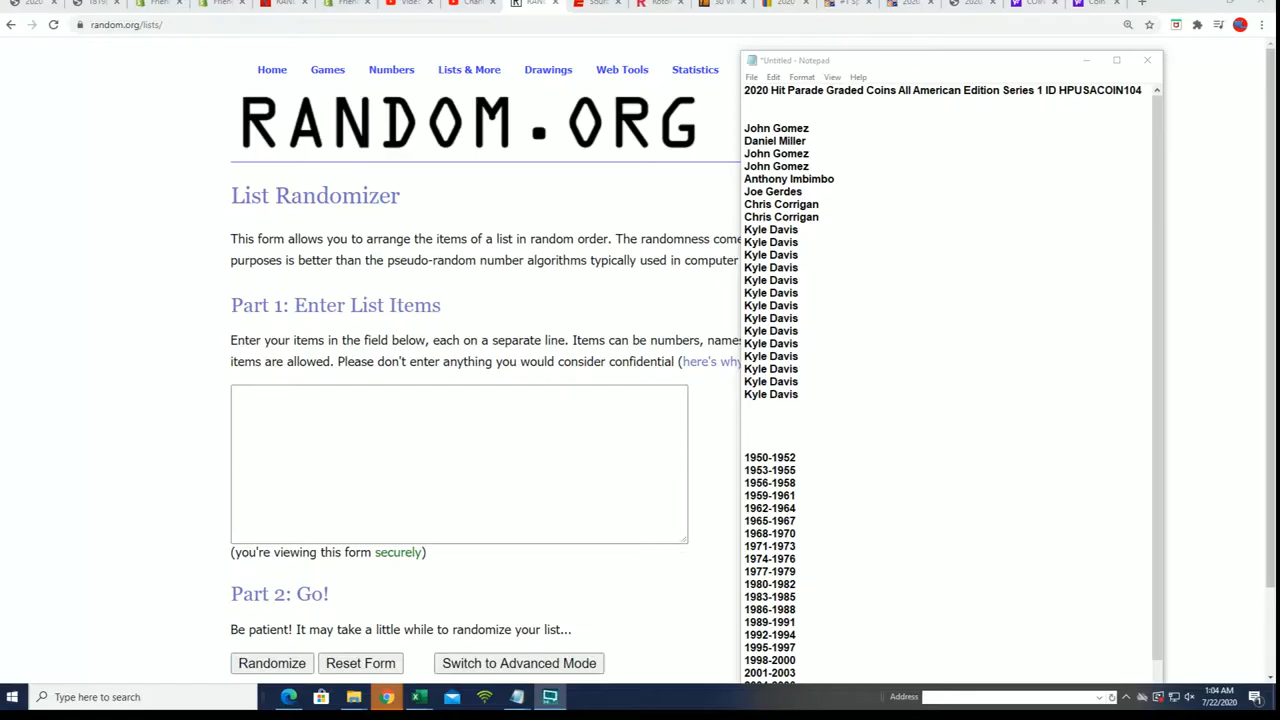 random.org/lists/
Home Games Numbers Lists & More Drawings Web Tools Statistics
RANDOM.ORG
List Randomizer
This form allows you to arrange the items of a list in random order. The randomness come
purposes is better than the pseudo-random number algorithms typically used in computer
Part 1: Enter List Items
Enter your items in the field below, each on a separate line. Items can be numbers, names
items are allowed. Please don't enter anything you would consider confidential (here's why
(you're viewing this form securely)
Part 2: Go!
Be patient! It may take a little while to randomize your list...
Randomize Reset Form Switch to Advanced Mode
*Untitled - Notepad
File Edit Format View Help
2020 Hit Parade Graded Coins All American Edition Series 1 ID HPUSACOIN104
John Gomez
Daniel Miller
John Gomez
John Gomez
Anthony Imbimbo
Joe Gerdes
Chris Corrigan
Chris Corrigan
Kyle Davis
Kyle Davis
Kyle Davis
Kyle Davis
Kyle Davis
Kyle Davis
Kyle Davis
Kyle Davis
Kyle Davis
Kyle Davis
Kyle Davis
Kyle Davis
Kyle Davis
Kyle Davis
1950-1952
1953-1955
1956-1958
1959-1961
1962-1964
1965-1967
1968-1970
1971-1973
1974-1976
1977-1979
1980-1982
1983-1985
1986-1988
1989-1991
1992-1994
1995-1997
1998-2000
2001-2003
Type here to search
Address
1:04 AM
7/22/2020